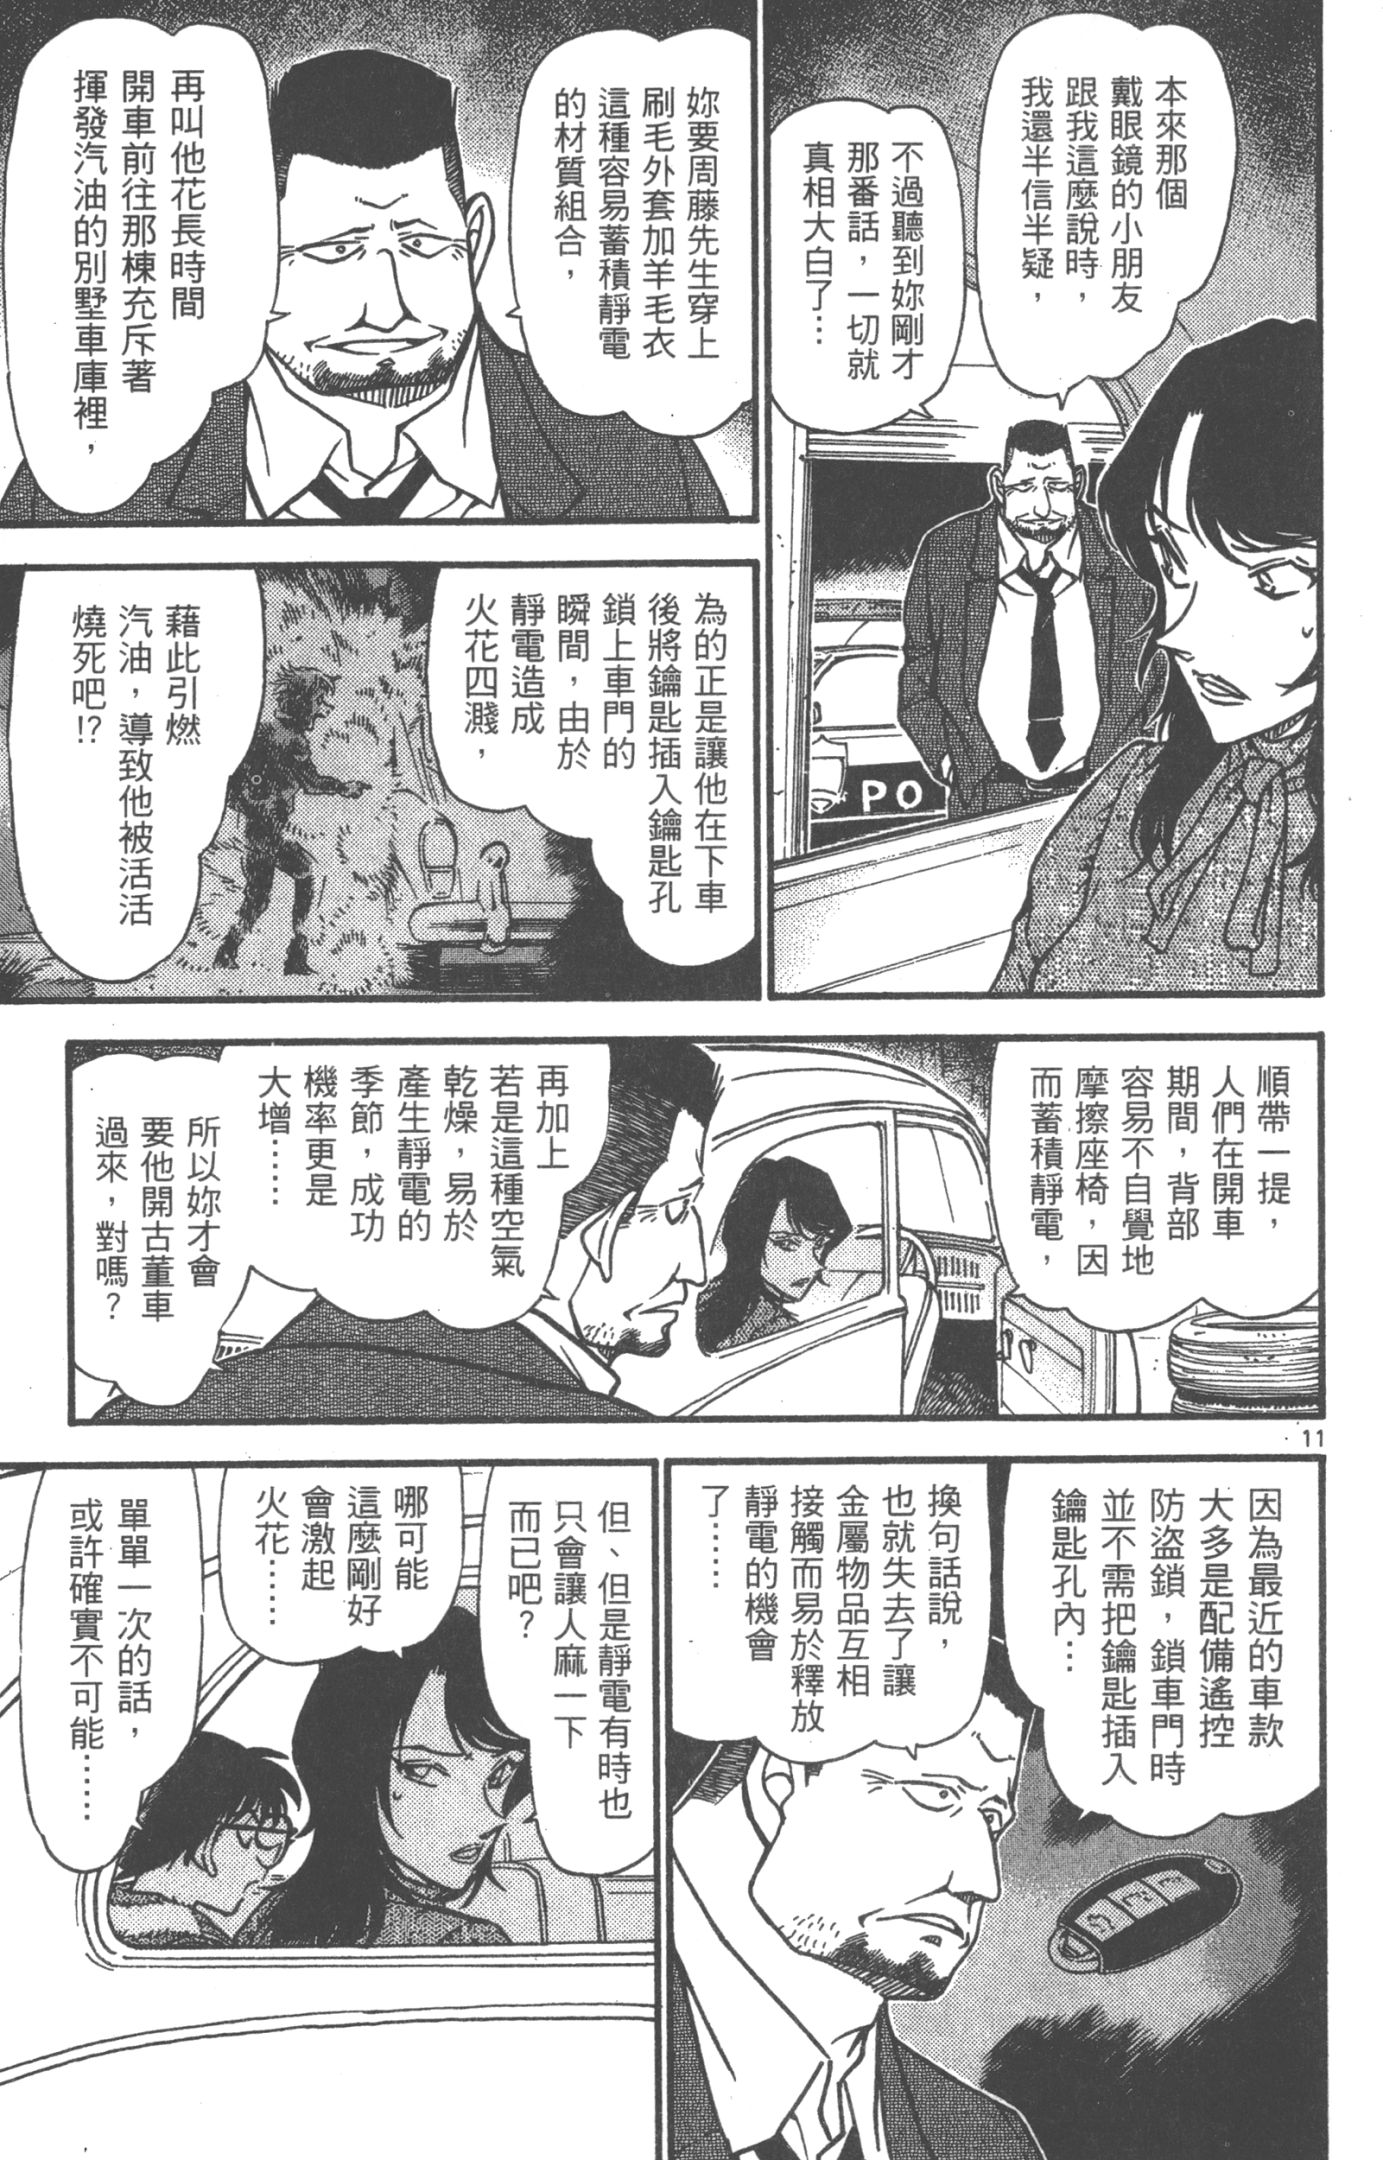 本來那個
戴眼鏡的小朋友
跟我這麼說時，
我還半信半疑，
不過聽到妳剛才
那番話，一切就
真相大白了…
PO
妳要周藤先生穿上
刷毛外套加羊毛衣
這種容易蓄積靜電
的材質組合，
再叫他花長時間
開車前往那棟充斥著
揮發汽油的別墅車庫裡，
為的正是讓他在下車
後將鑰匙插入鑰匙孔
鎖上車門的
瞬間，由於
靜電造成
火花四濺，
藉此引燃
汽油，導致他被活活
燒死吧!?
順帶一提，
人們在開車
期間，背部
容易不自覺地
摩擦座椅，因
而蓄積靜電，
再加上
若是這種空氣
乾燥，易於
產生靜電的
季節，成功
機率更是
大增……
所以妳才會
要他開古董車
過來，對嗎？
11
因為最近的車款
大多是配備遙控
防盜鎖，鎖車門時
並不需把鑰匙插入
鑰匙孔內…
換句話說，
也就失去了讓
金屬物品互相
接觸而易於釋放
靜電的機會
了……
但、但是靜電有時也
只會讓人麻一下
而已吧？
哪可能
這麼剛好
會激起
火花……
單單一次的話，
或許確實不可能……